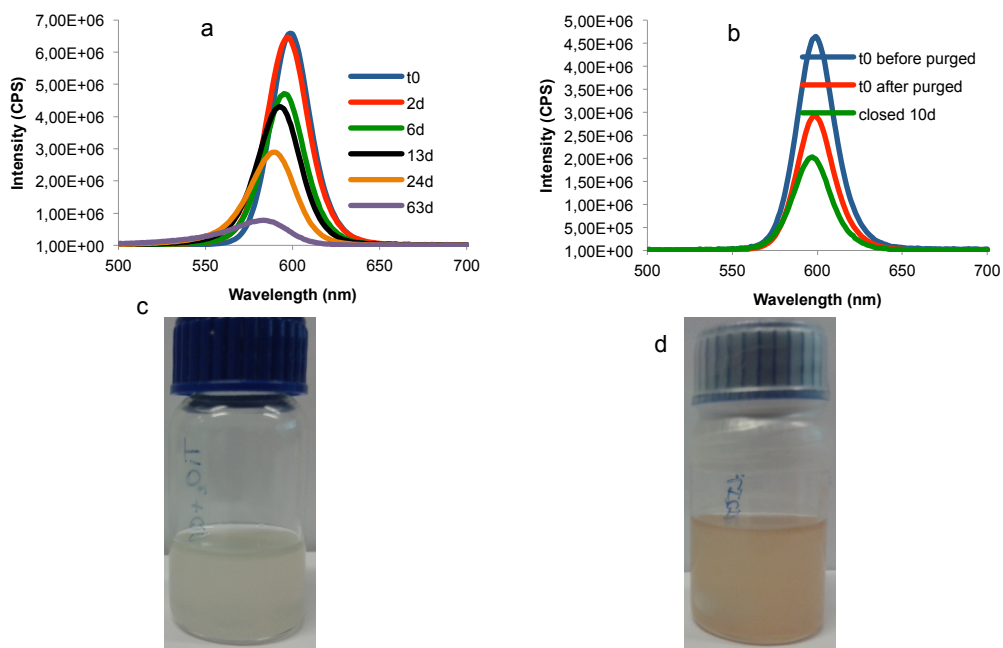 a
Intensity (CPS)
7,00E+06
6,00E+06
5,00E+06
4,00E+06
3,00E+06
2,00E+06
1,00E+06
1,00E+00
500
550
600
650
700
Wavelength (nm)
t0
2d
6d
13d
24d
63d
b
Intensity (CPS)
5,00E+06
4,50E+06
4,00E+06
3,50E+06
3,00E+06
2,50E+06
2,00E+06
1,50E+06
1,00E+06
5,00E+05
1,00E+00
500
550
600
650
700
Wavelength (nm)
t0 before purged
t0 after purged
closed 10d
c
d